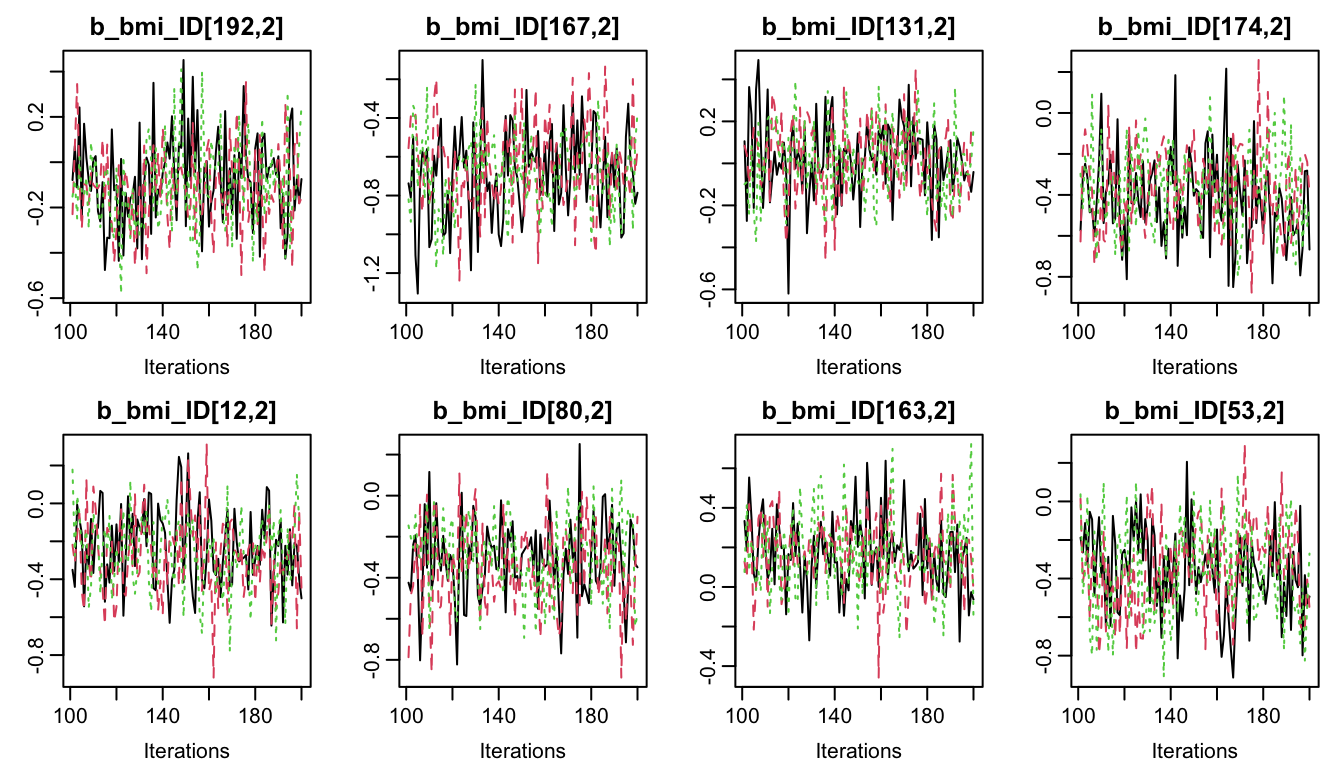 b_bmi_ID[192,2]
0.2
-0.2
-0.6
100 140 180
Iterations
b_bmi_ID[167,2]
-0.4
-0.8
-1.2
100 140 180
Iterations
b_bmi_ID[131,2]
0.2
-0.2
-0.6
100 140 180
Iterations
b_bmi_ID[174,2]
0.0
-0.4
-0.8
100 140 180
Iterations
b_bmi_ID[12,2]
0.0
-0.4
-0.8
100 140 180
Iterations
b_bmi_ID[80,2]
0.0
-0.4
-0.8
100 140 180
Iterations
b_bmi_ID[163,2]
0.4
0.0
-0.4
100 140 180
Iterations
b_bmi_ID[53,2]
0.0
-0.4
-0.8
100 140 180
Iterations